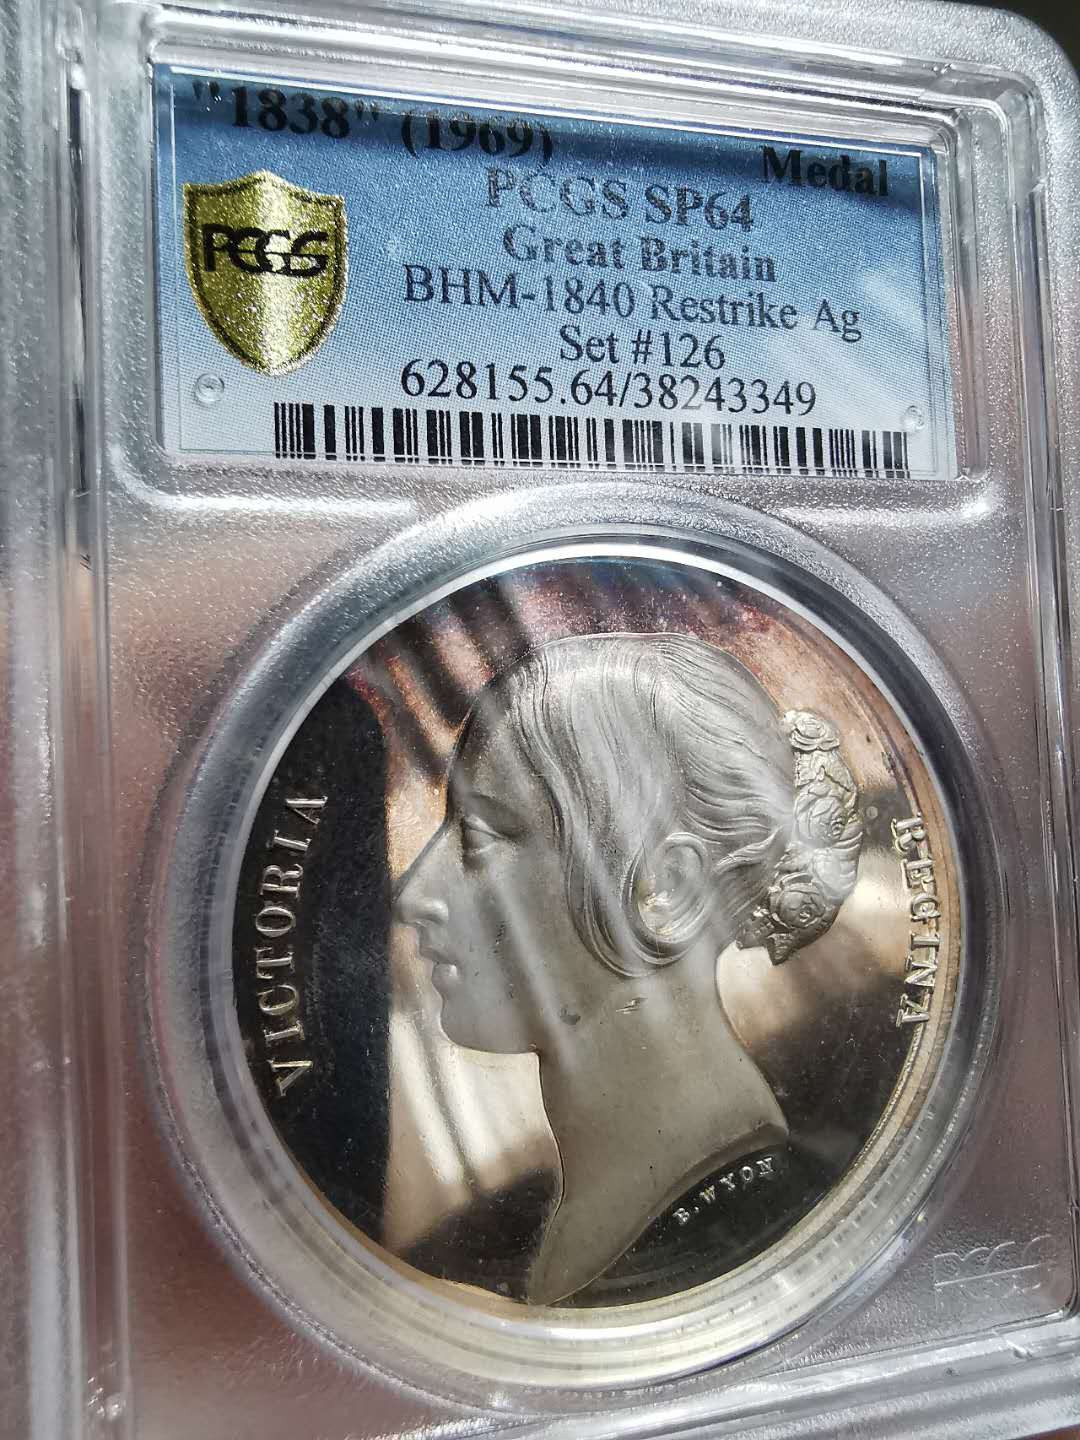 "1838" (1969)
Medal
PCGS SP64
PCGS
Great Britain
BHM-1840 Restrike Ag
Set #126
628155.64/38243349
VICTORIA
REGINA
B. WYON
PCGS